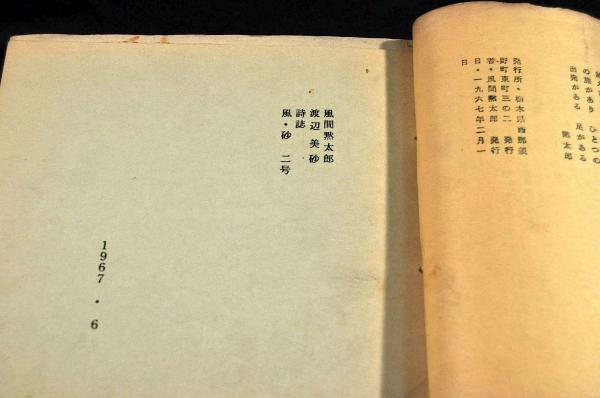 の旅があり ひとつの
出発がある 足がある
黙太郎
発行所・栃木県西那須
野町東町三の二 発行
者・風間黙太郎 発行
日・一九六七年二月一
日
風間黙太郎
渡辺美砂
詩誌
風・砂 二号
1967・6